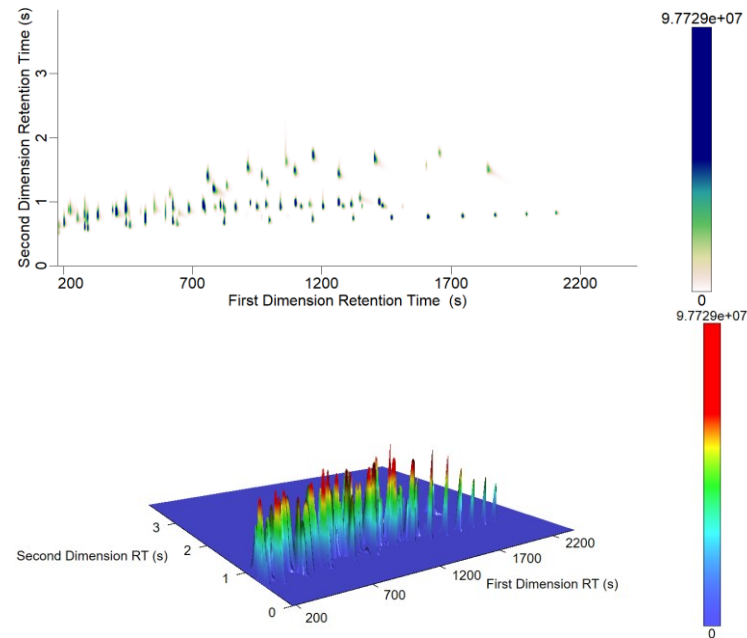 9.7729e+07
Second Dimension Retention Time (s)
3
2
1
0
200 700 1200 1700 2200
First Dimension Retention Time (s)
0
9.7729e+07
3
2
1
0
Second Dimension RT (s)
200
700
1200
1700
2200
First Dimension RT (s)
0